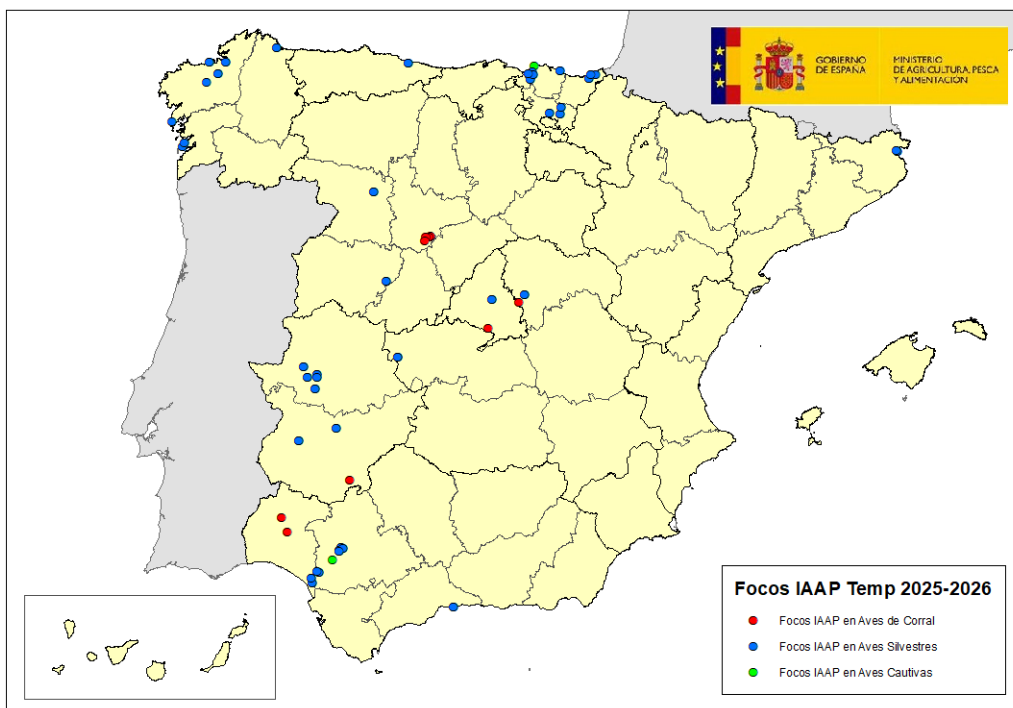 GOBIERNO
DE ESPAÑA
MINISTERIO
DE AGRICULTURA, PESCA
Y ALIMENTACIÓN
Focos IAAP Temp 2025-2026
Focos IAAP en Aves de Corral
Focos IAAP en Aves Silvestres
Focos IAAP en Aves Cautivas